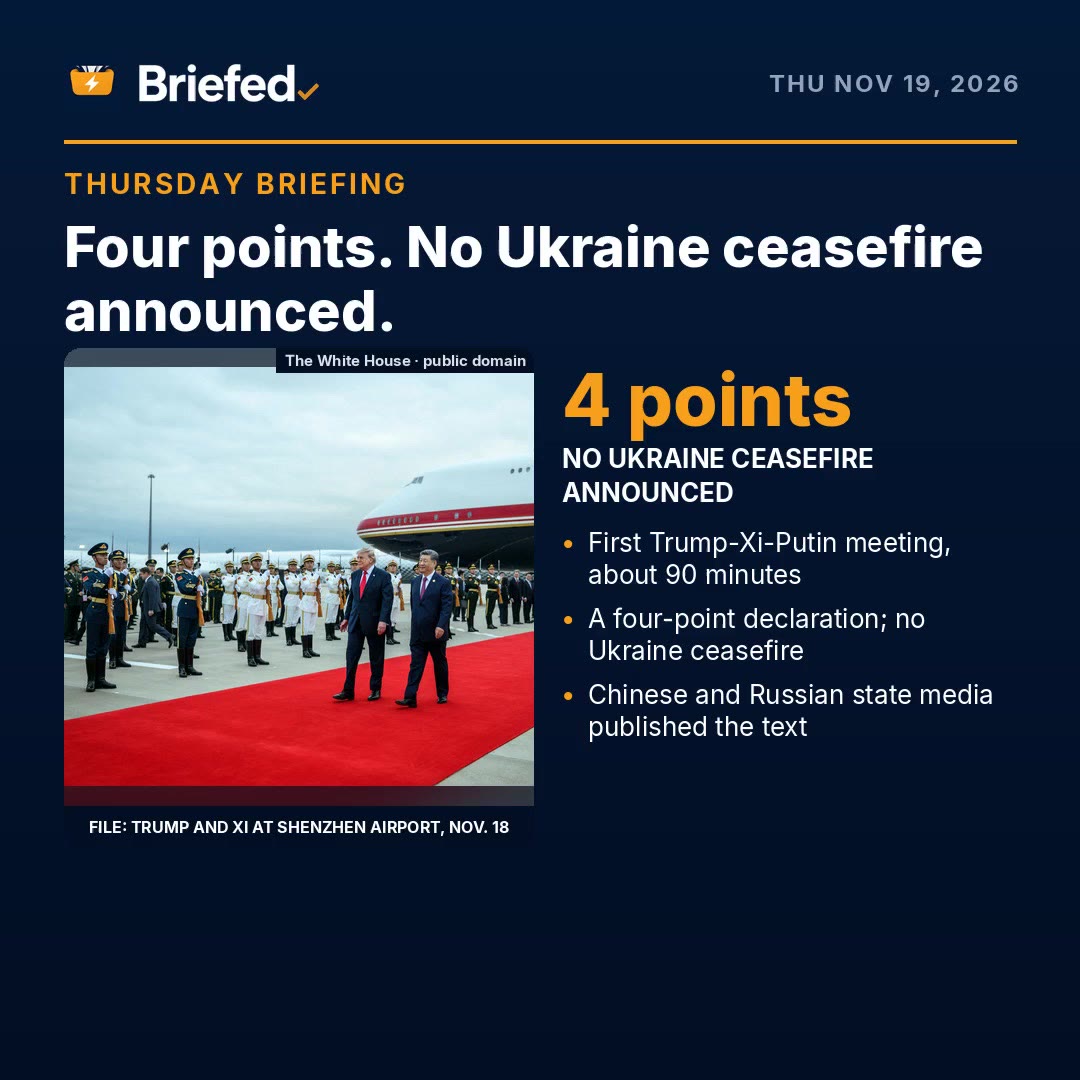 Briefed
THU NOV 19, 2026
THURSDAY BRIEFING
Four points. No Ukraine ceasefire
announced.
The White House · public domain
4 points
NO UKRAINE CEASEFIRE
ANNOUNCED
• First Trump-Xi-Putin meeting,
about 90 minutes
• A four-point declaration; no
Ukraine ceasefire
• Chinese and Russian state media
published the text
FILE: TRUMP AND XI AT SHENZHEN AIRPORT, NOV. 18